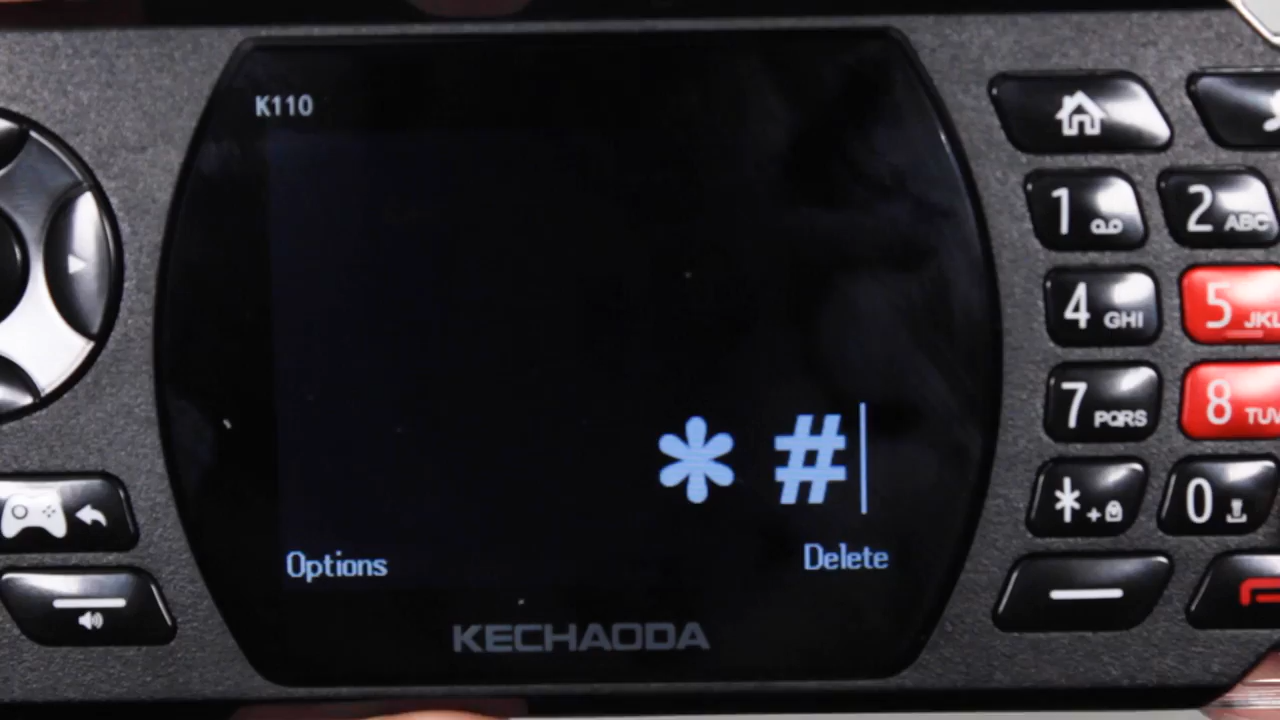 K110
* #
Options
Delete
KECHAODA
1
2 ABC
4 GHI
5 JKL
7 PQRS
8 TUV
* +
0